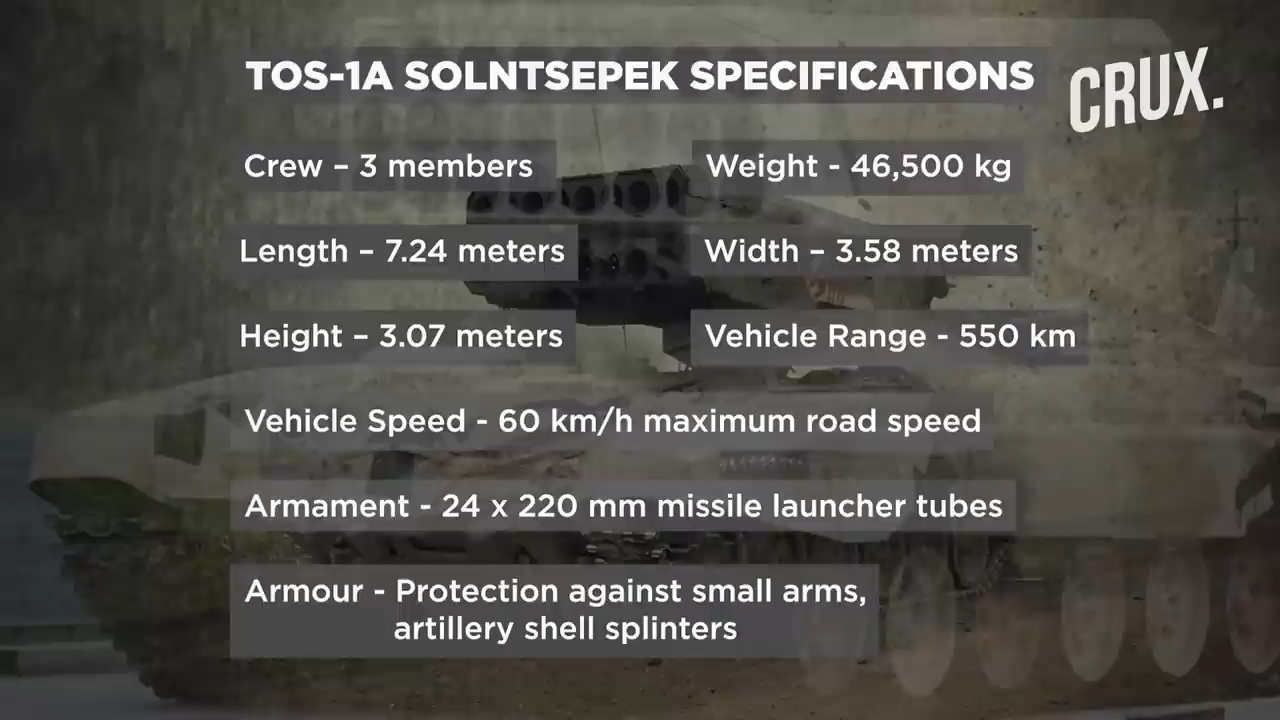 TOS-1A SOLNTSEPEK SPECIFICATIONS
CRUX.
Crew – 3 members
Weight - 46,500 kg
Length – 7.24 meters
Width – 3.58 meters
Height – 3.07 meters
Vehicle Range - 550 km
Vehicle Speed - 60 km/h maximum road speed
Armament - 24 x 220 mm missile launcher tubes
Armour - Protection against small arms,
artillery shell splinters